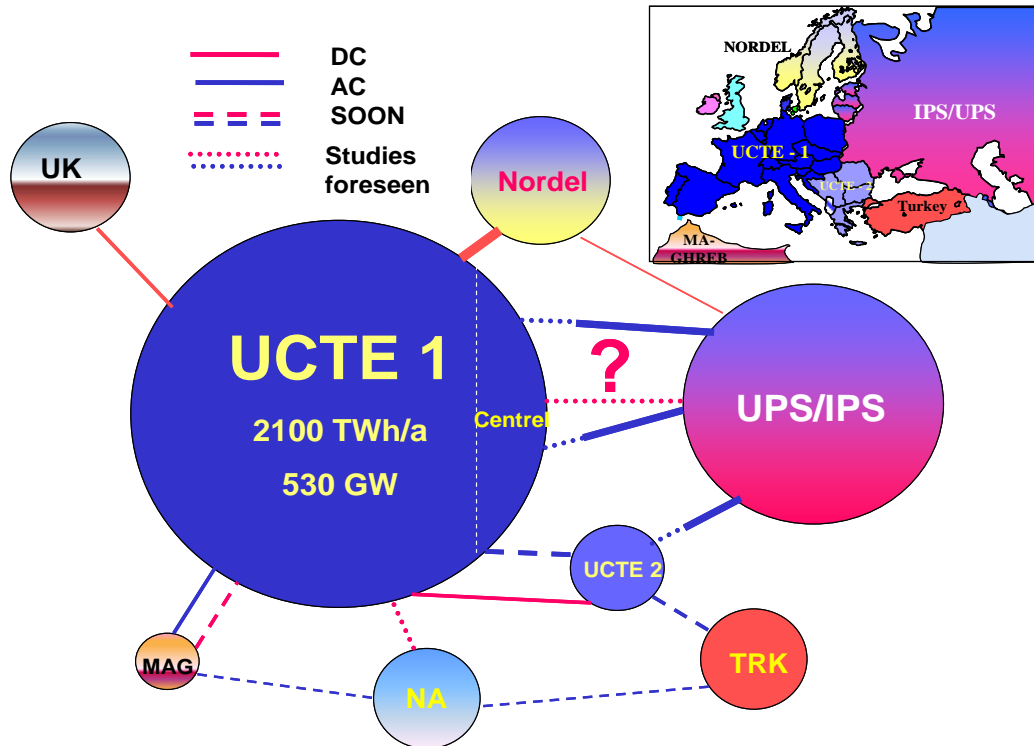 DC
AC
SOON
Studies
foreseen
NORDEL
IPS/UPS
UCTE - 1
UCTE - 2
Turkey
MA-
GHREB
UK
Nordel
UCTE 1
2100 TWh/a
530 GW
Centrel
?
UPS/IPS
UCTE 2
MAG
NA
TRK